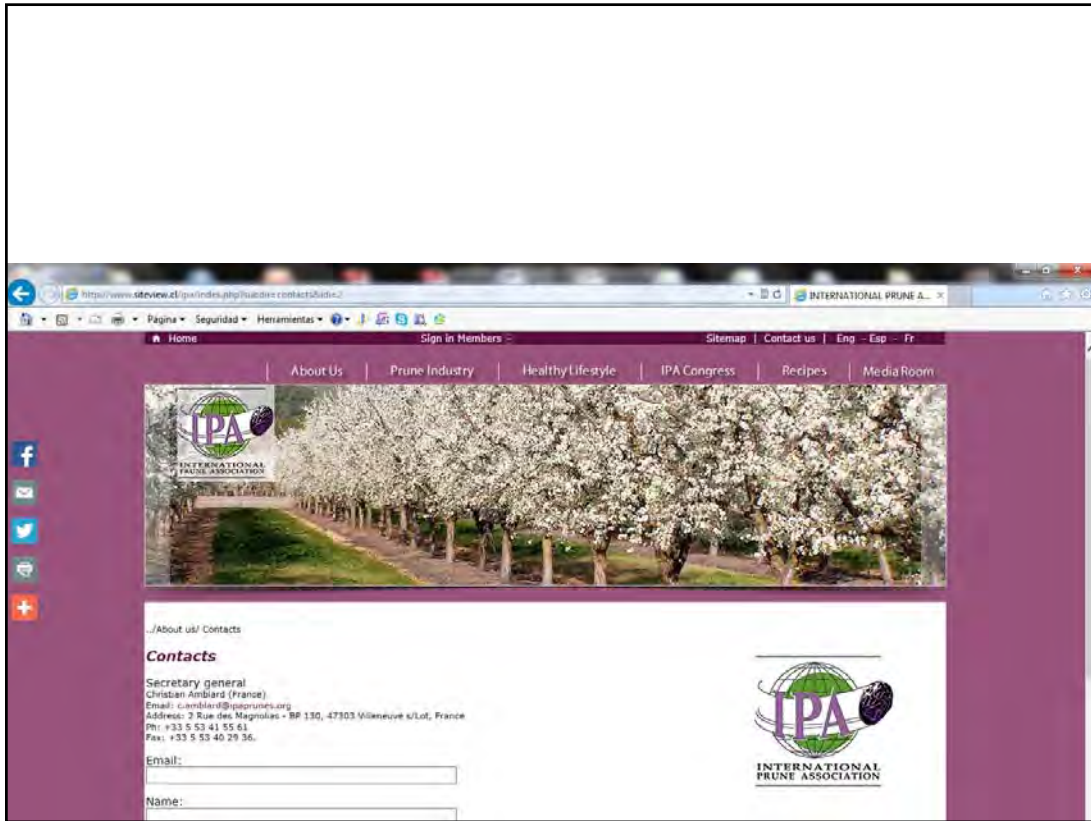 INTERNATIONAL PRUNE A...
Página Seguridad Herramientas
Home Sign in Members Sitemap | Contact us | Eng - Esp - Fr
About Us | Prune Industry | Healthy Lifestyle | IPA Congress | Recipes | Media Room
IPA
INTERNATIONAL
PRUNE ASSOCIATION
../About us/ Contacts
Contacts
Secretary general
Christian Amblard (France)
Email: c.amblard@ipaprunes.org
Address: 2 Rue des Magnolias - BP 130, 47303 Villeneuve s/Lot, France
Ph: +33 5 53 41 55 61
Fax: +33 5 53 40 29 36.
Email:
Name:
IPA
INTERNATIONAL
PRUNE ASSOCIATION